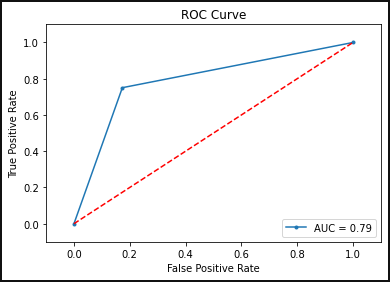 ROC Curve
True Positive Rate
1.0
0.8
0.6
0.4
0.2
0.0
AUC = 0.79
0.0 0.2 0.4 0.6 0.8 1.0
False Positive Rate